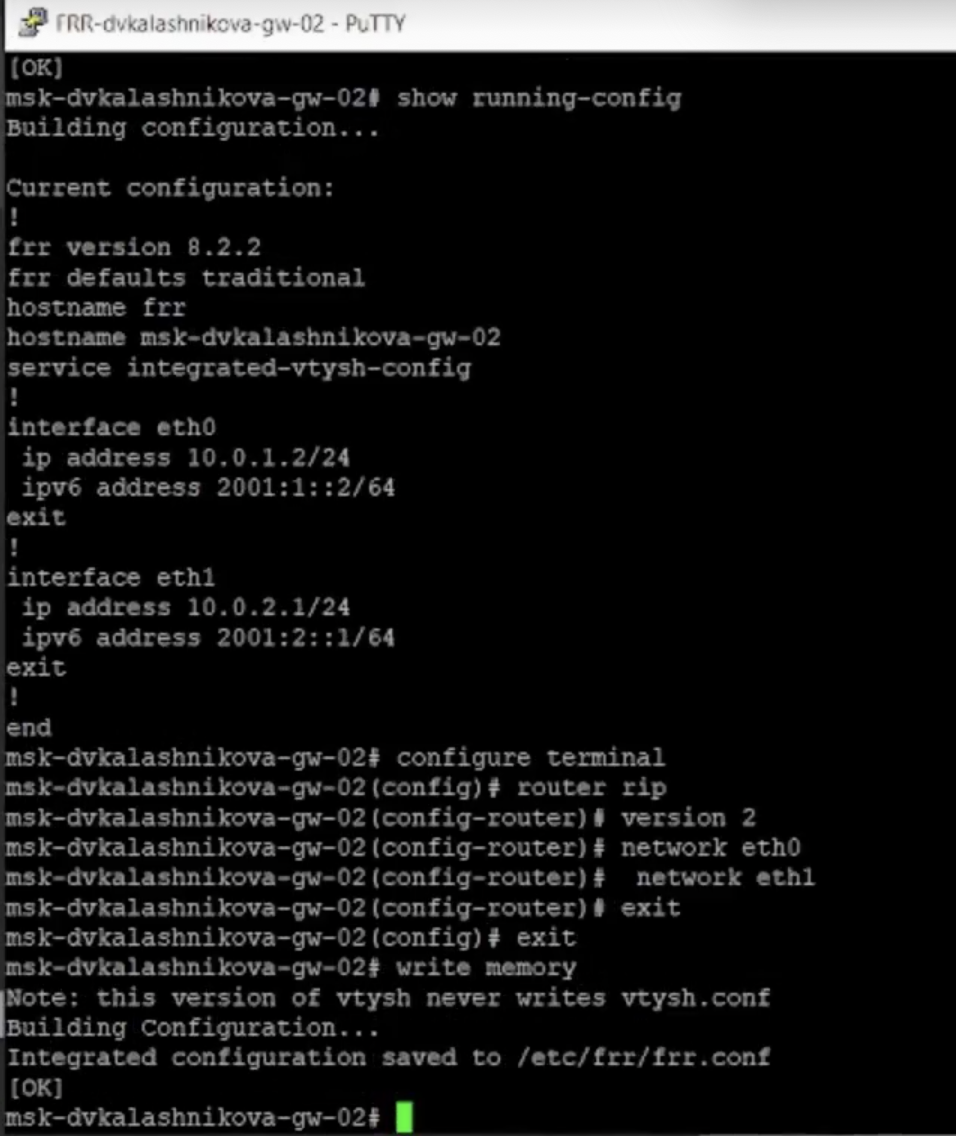 FRR-dvkalashnikova-gw-02 - PuTTY
[OK]
msk-dvkalashnikova-gw-02# show running-config
Building configuration...

Current configuration:
!
frr version 8.2.2
frr defaults traditional
hostname frr
hostname msk-dvkalashnikova-gw-02
service integrated-vtysh-config
!
interface eth0
 ip address 10.0.1.2/24
 ipv6 address 2001:1::2/64
exit
!
interface eth1
 ip address 10.0.2.1/24
 ipv6 address 2001:2::1/64
exit
!
end
msk-dvkalashnikova-gw-02# configure terminal
msk-dvkalashnikova-gw-02(config)# router rip
msk-dvkalashnikova-gw-02(config-router)# version 2
msk-dvkalashnikova-gw-02(config-router)# network eth0
msk-dvkalashnikova-gw-02(config-router)#  network eth1
msk-dvkalashnikova-gw-02(config-router)# exit
msk-dvkalashnikova-gw-02(config)# exit
msk-dvkalashnikova-gw-02# write memory
Note: this version of vtysh never writes vtysh.conf
Building Configuration...
Integrated configuration saved to /etc/frr/frr.conf
[OK]
msk-dvkalashnikova-gw-02#